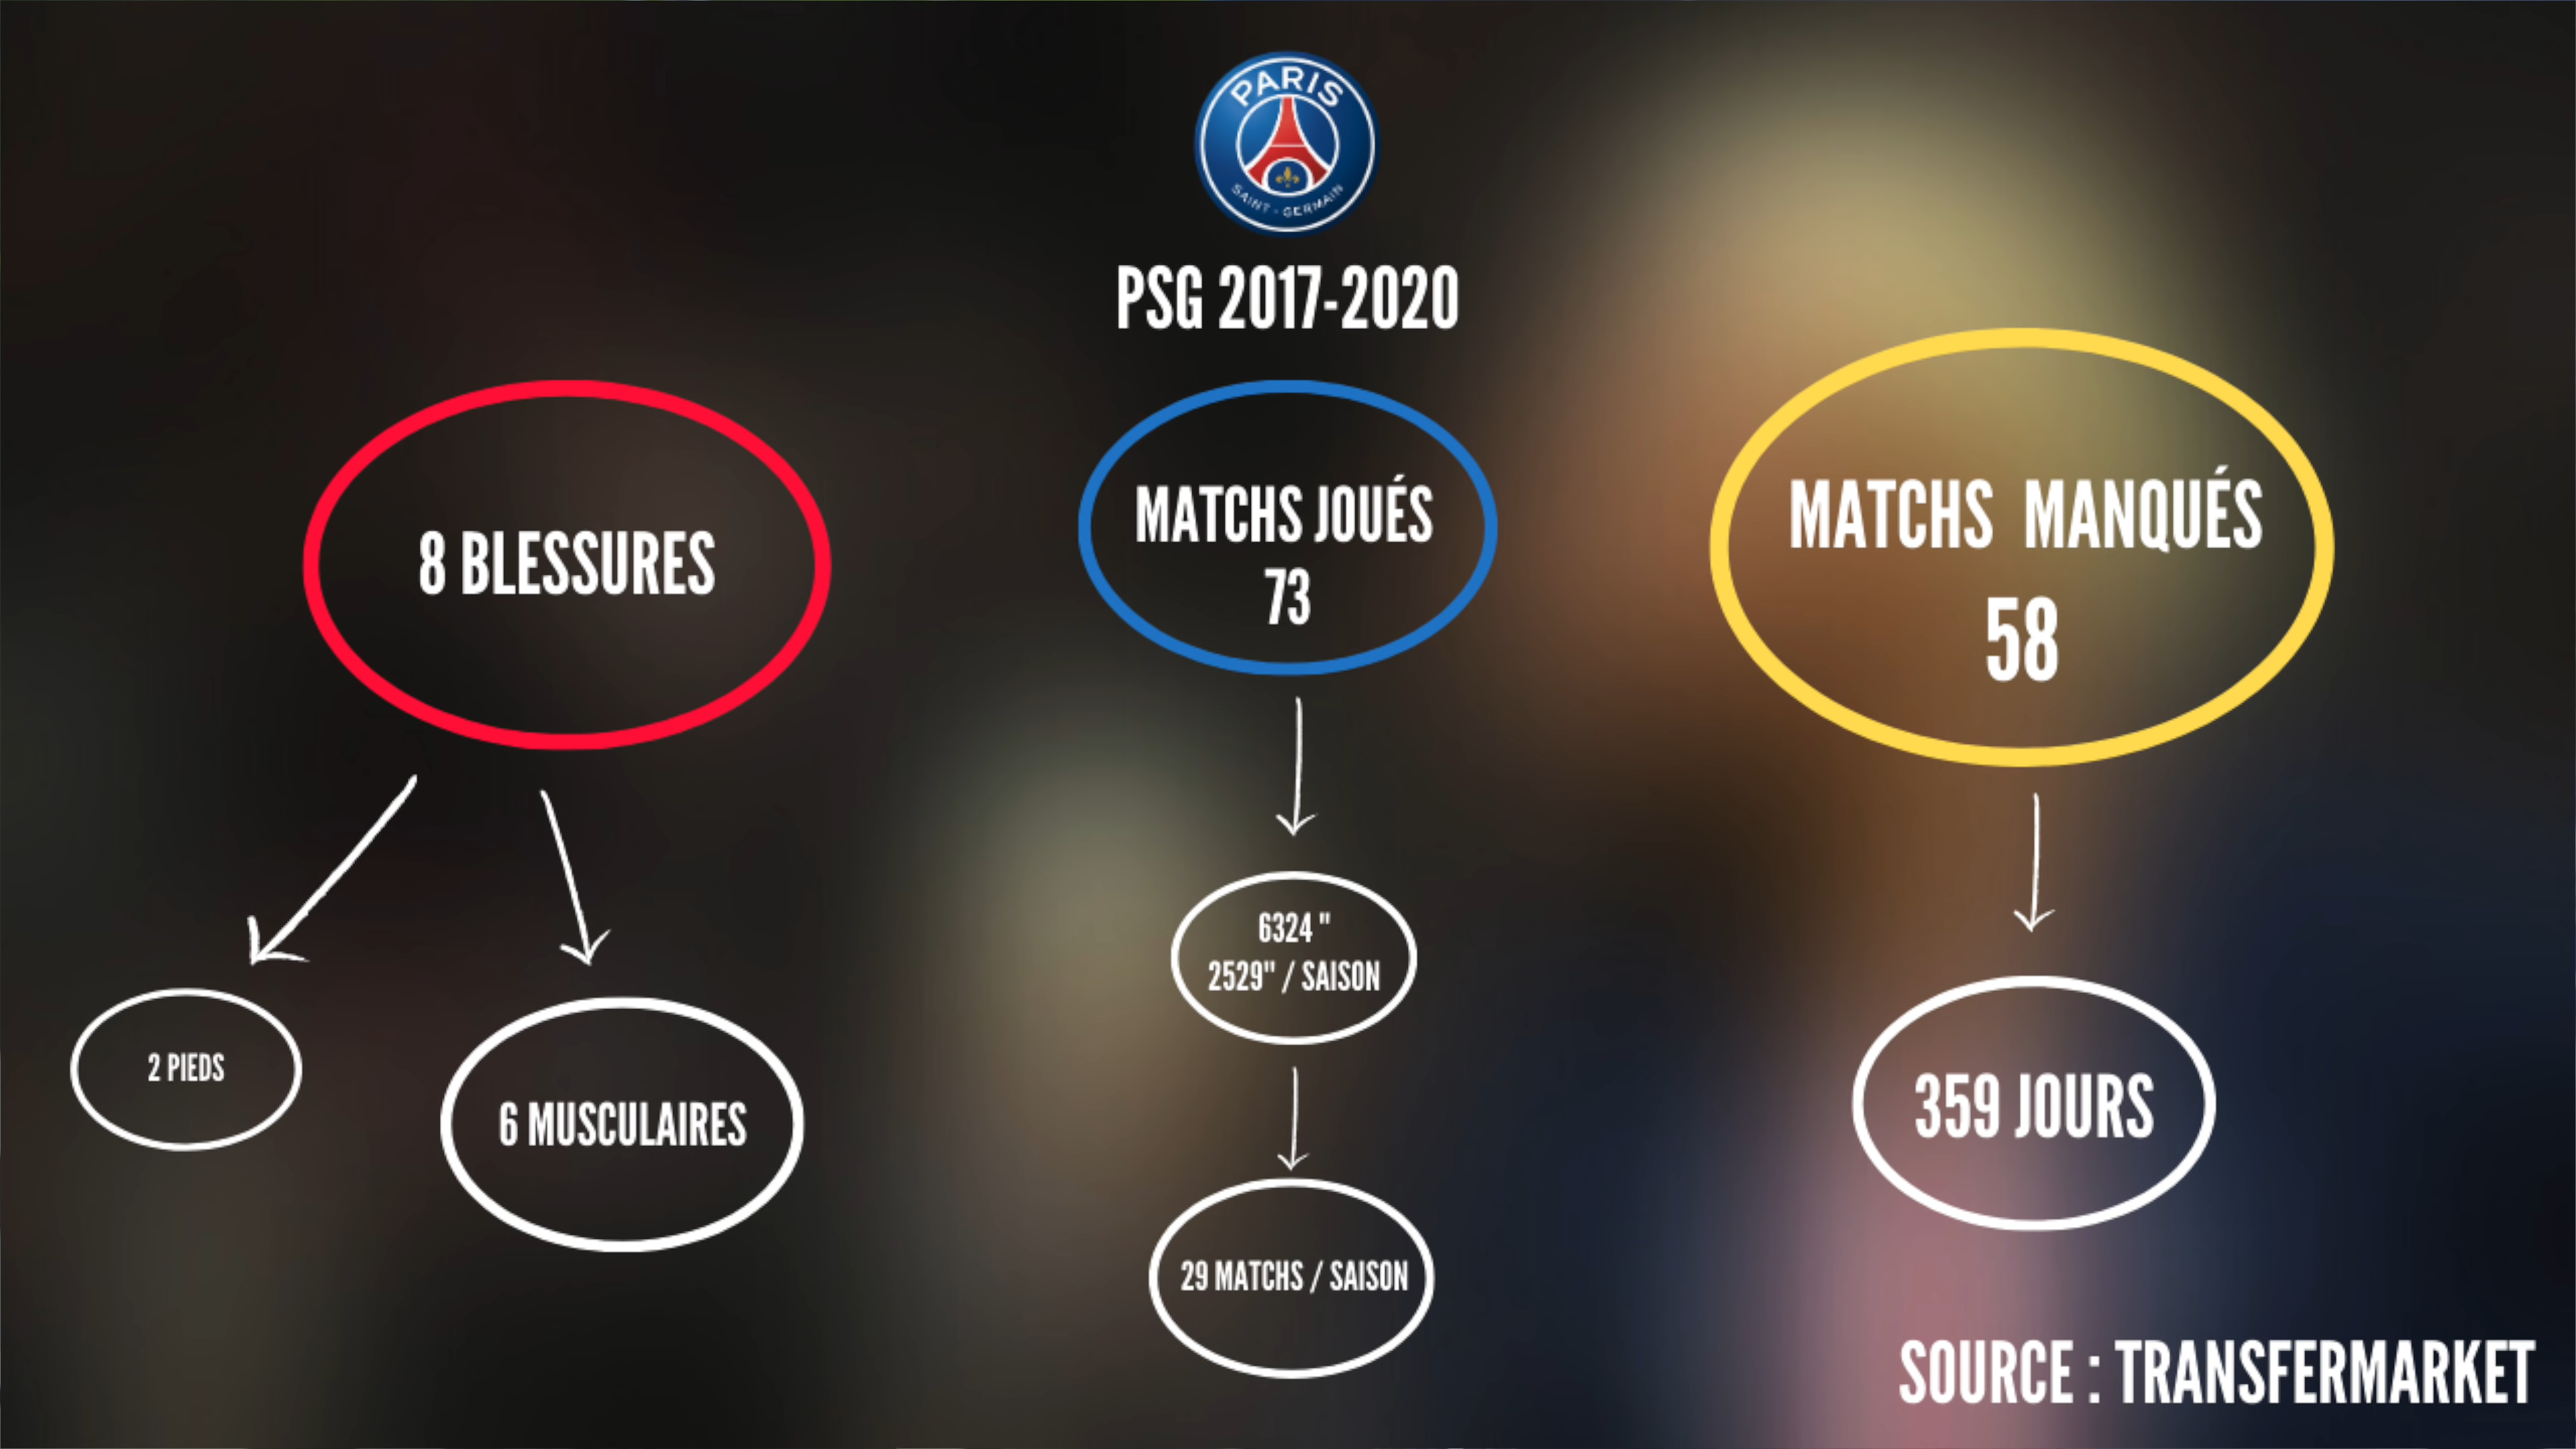 PARIS
SAINT - GERMAIN
PSG 2017-2020
8 BLESSURES
2 PIEDS
6 MUSCULAIRES
MATCHS JOUÉS
73
6324 "
2529" / SAISON
29 MATCHS / SAISON
MATCHS MANQUÉS
58
359 JOURS
SOURCE : TRANSFERMARKET